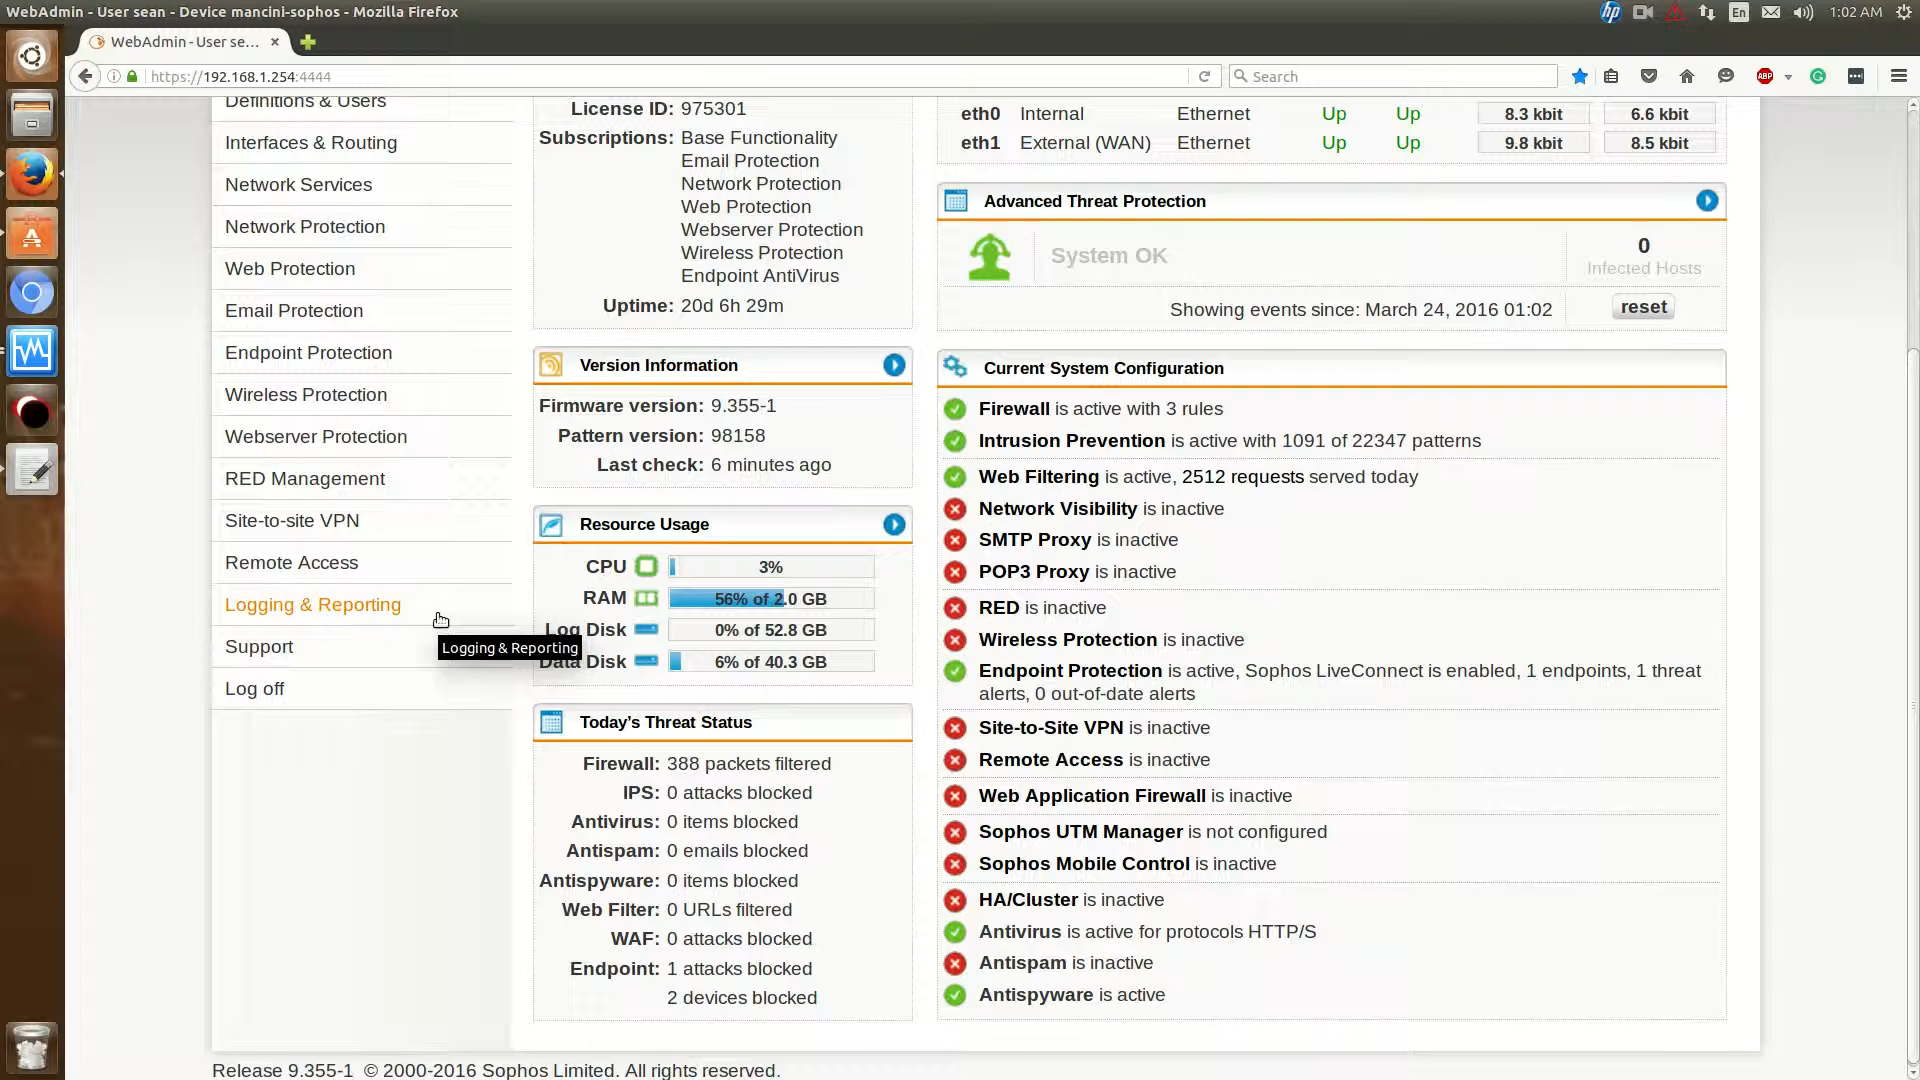 WebAdmin - User sean - Device mancini-sophos - Mozilla Firefox
hp En 1:02 AM
WebAdmin - User se...
https://192.168.1.254:4444
Search
ABP
Definitions & Users
Interfaces & Routing
Network Services
Network Protection
Web Protection
Email Protection
Endpoint Protection
Wireless Protection
Webserver Protection
RED Management
Site-to-site VPN
Remote Access
Logging & Reporting
Support
Log off
Logging & Reporting
License ID: 975301
Subscriptions: Base Functionality
Email Protection
Network Protection
Web Protection
Webserver Protection
Wireless Protection
Endpoint AntiVirus
Uptime: 20d 6h 29m
Version Information
Firmware version: 9.355-1
Pattern version: 98158
Last check: 6 minutes ago
Resource Usage
CPU 3%
RAM 56% of 2.0 GB
Log Disk 0% of 52.8 GB
Data Disk 6% of 40.3 GB
Today's Threat Status
Firewall: 388 packets filtered
IPS: 0 attacks blocked
Antivirus: 0 items blocked
Antispam: 0 emails blocked
Antispyware: 0 items blocked
Web Filter: 0 URLs filtered
WAF: 0 attacks blocked
Endpoint: 1 attacks blocked
2 devices blocked
eth0 Internal Ethernet Up Up 8.3 kbit 6.6 kbit
eth1 External (WAN) Ethernet Up Up 9.8 kbit 8.5 kbit
Advanced Threat Protection
System OK
0
Infected Hosts
Showing events since: March 24, 2016 01:02 reset
Current System Configuration
Firewall is active with 3 rules
Intrusion Prevention is active with 1091 of 22347 patterns
Web Filtering is active, 2512 requests served today
Network Visibility is inactive
SMTP Proxy is inactive
POP3 Proxy is inactive
RED is inactive
Wireless Protection is inactive
Endpoint Protection is active, Sophos LiveConnect is enabled, 1 endpoints, 1 threat
alerts, 0 out-of-date alerts
Site-to-Site VPN is inactive
Remote Access is inactive
Web Application Firewall is inactive
Sophos UTM Manager is not configured
Sophos Mobile Control is inactive
HA/Cluster is inactive
Antivirus is active for protocols HTTP/S
Antispam is inactive
Antispyware is active
Release 9.355-1 © 2000-2016 Sophos Limited. All rights reserved.